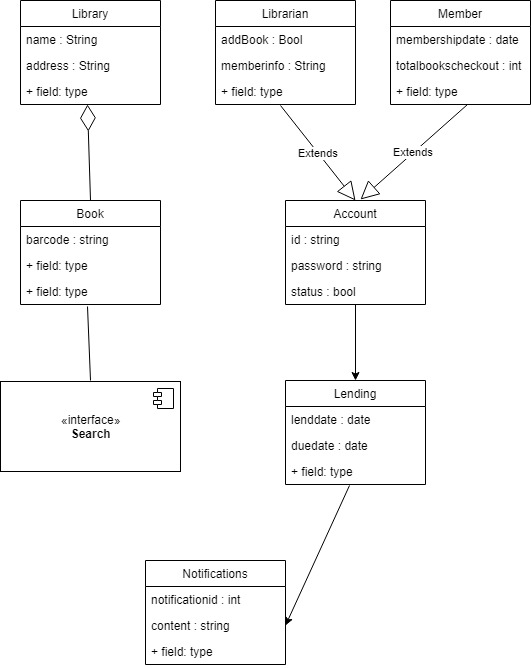 Library
name : String
address : String
+ field: type
Librarian
addBook : Bool
memberinfo : String
+ field: type
Member
membershipdate : date
totalbookscheckout : int
+ field: type
Extends
Extends
Book
barcode : string
+ field: type
+ field: type
Account
id : string
password : string
status : bool
«interface»
Search
Lending
lenddate : date
duedate : date
+ field: type
Notifications
notificationid : int
content : string
+ field: type